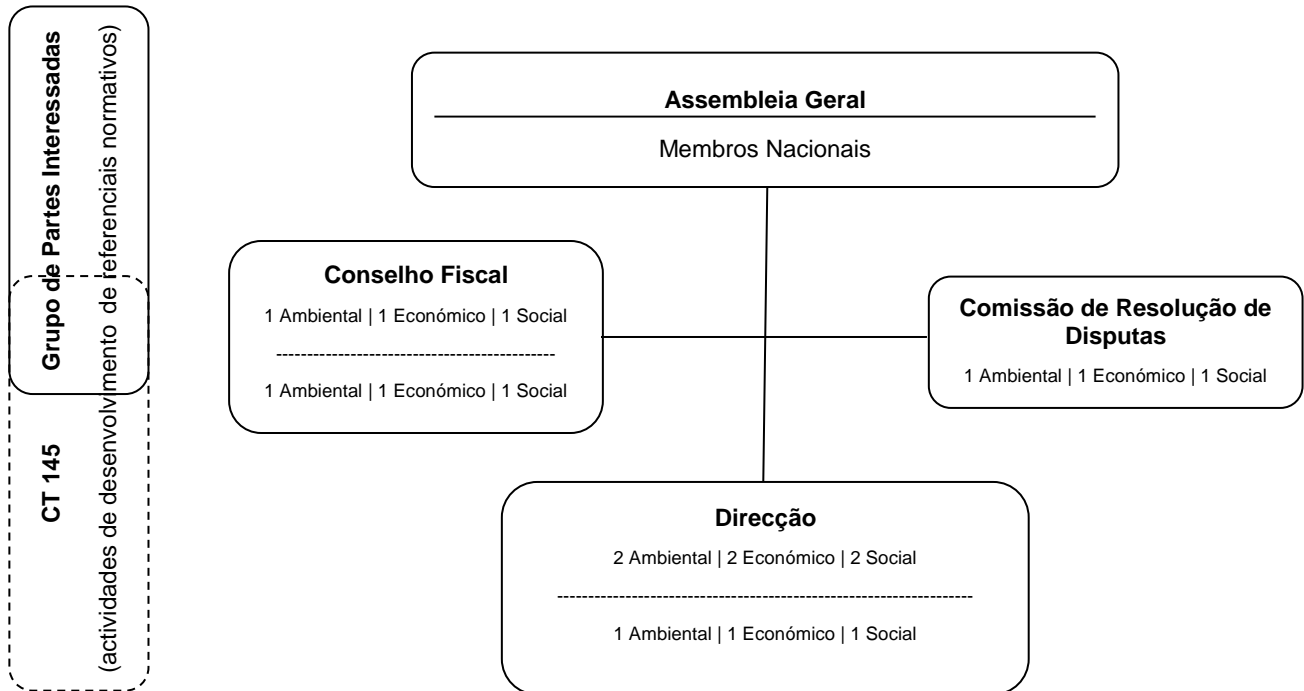 Grupo de Partes Interessadas
CT 145
(actividades de desenvolvimento de referenciais normativos)
Assembleia Geral
Membros Nacionais
Conselho Fiscal
1 Ambiental | 1 Económico | 1 Social
---------------------------------------------
1 Ambiental | 1 Económico | 1 Social
Comissão de Resolução de
Disputas
1 Ambiental | 1 Económico | 1 Social
Direcção
2 Ambiental | 2 Económico | 2 Social
-------------------------------------------------------------------
1 Ambiental | 1 Económico | 1 Social